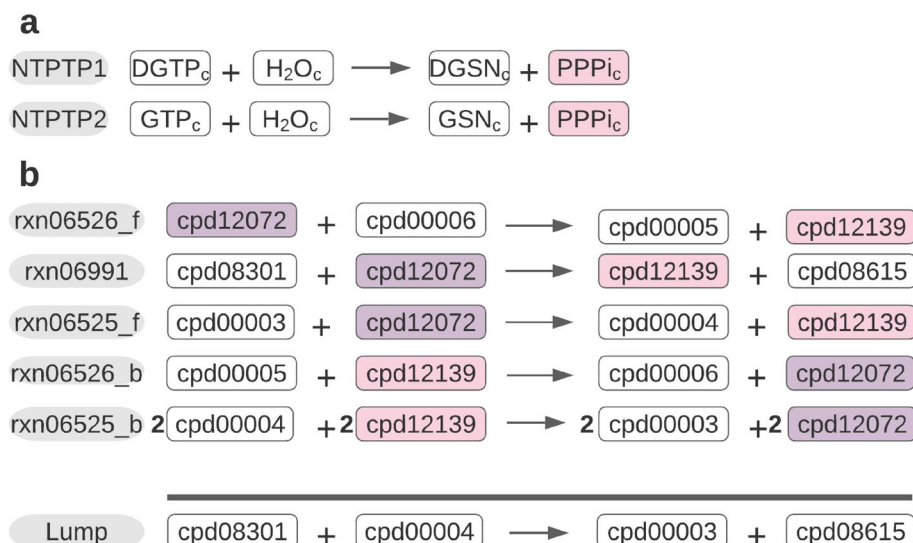 a
NTPTP1 DGTPc + H₂Oc DGSNc + PPPic
NTPTP2 GTPc + H₂Oc GSNc + PPPic
b
rxn06526_f cpd12072 + cpd00006 cpd00005 + cpd12139
rxn06991 cpd08301 + cpd12072 cpd12139 + cpd08615
rxn06525_f cpd00003 + cpd12072 cpd00004 + cpd12139
rxn06526_b cpd00005 + cpd12139 cpd00006 + cpd12072
rxn06525_b 2 cpd00004 +2 cpd12139 2 cpd00003 +2 cpd12072
Lump cpd08301 + cpd00004 cpd00003 + cpd08615